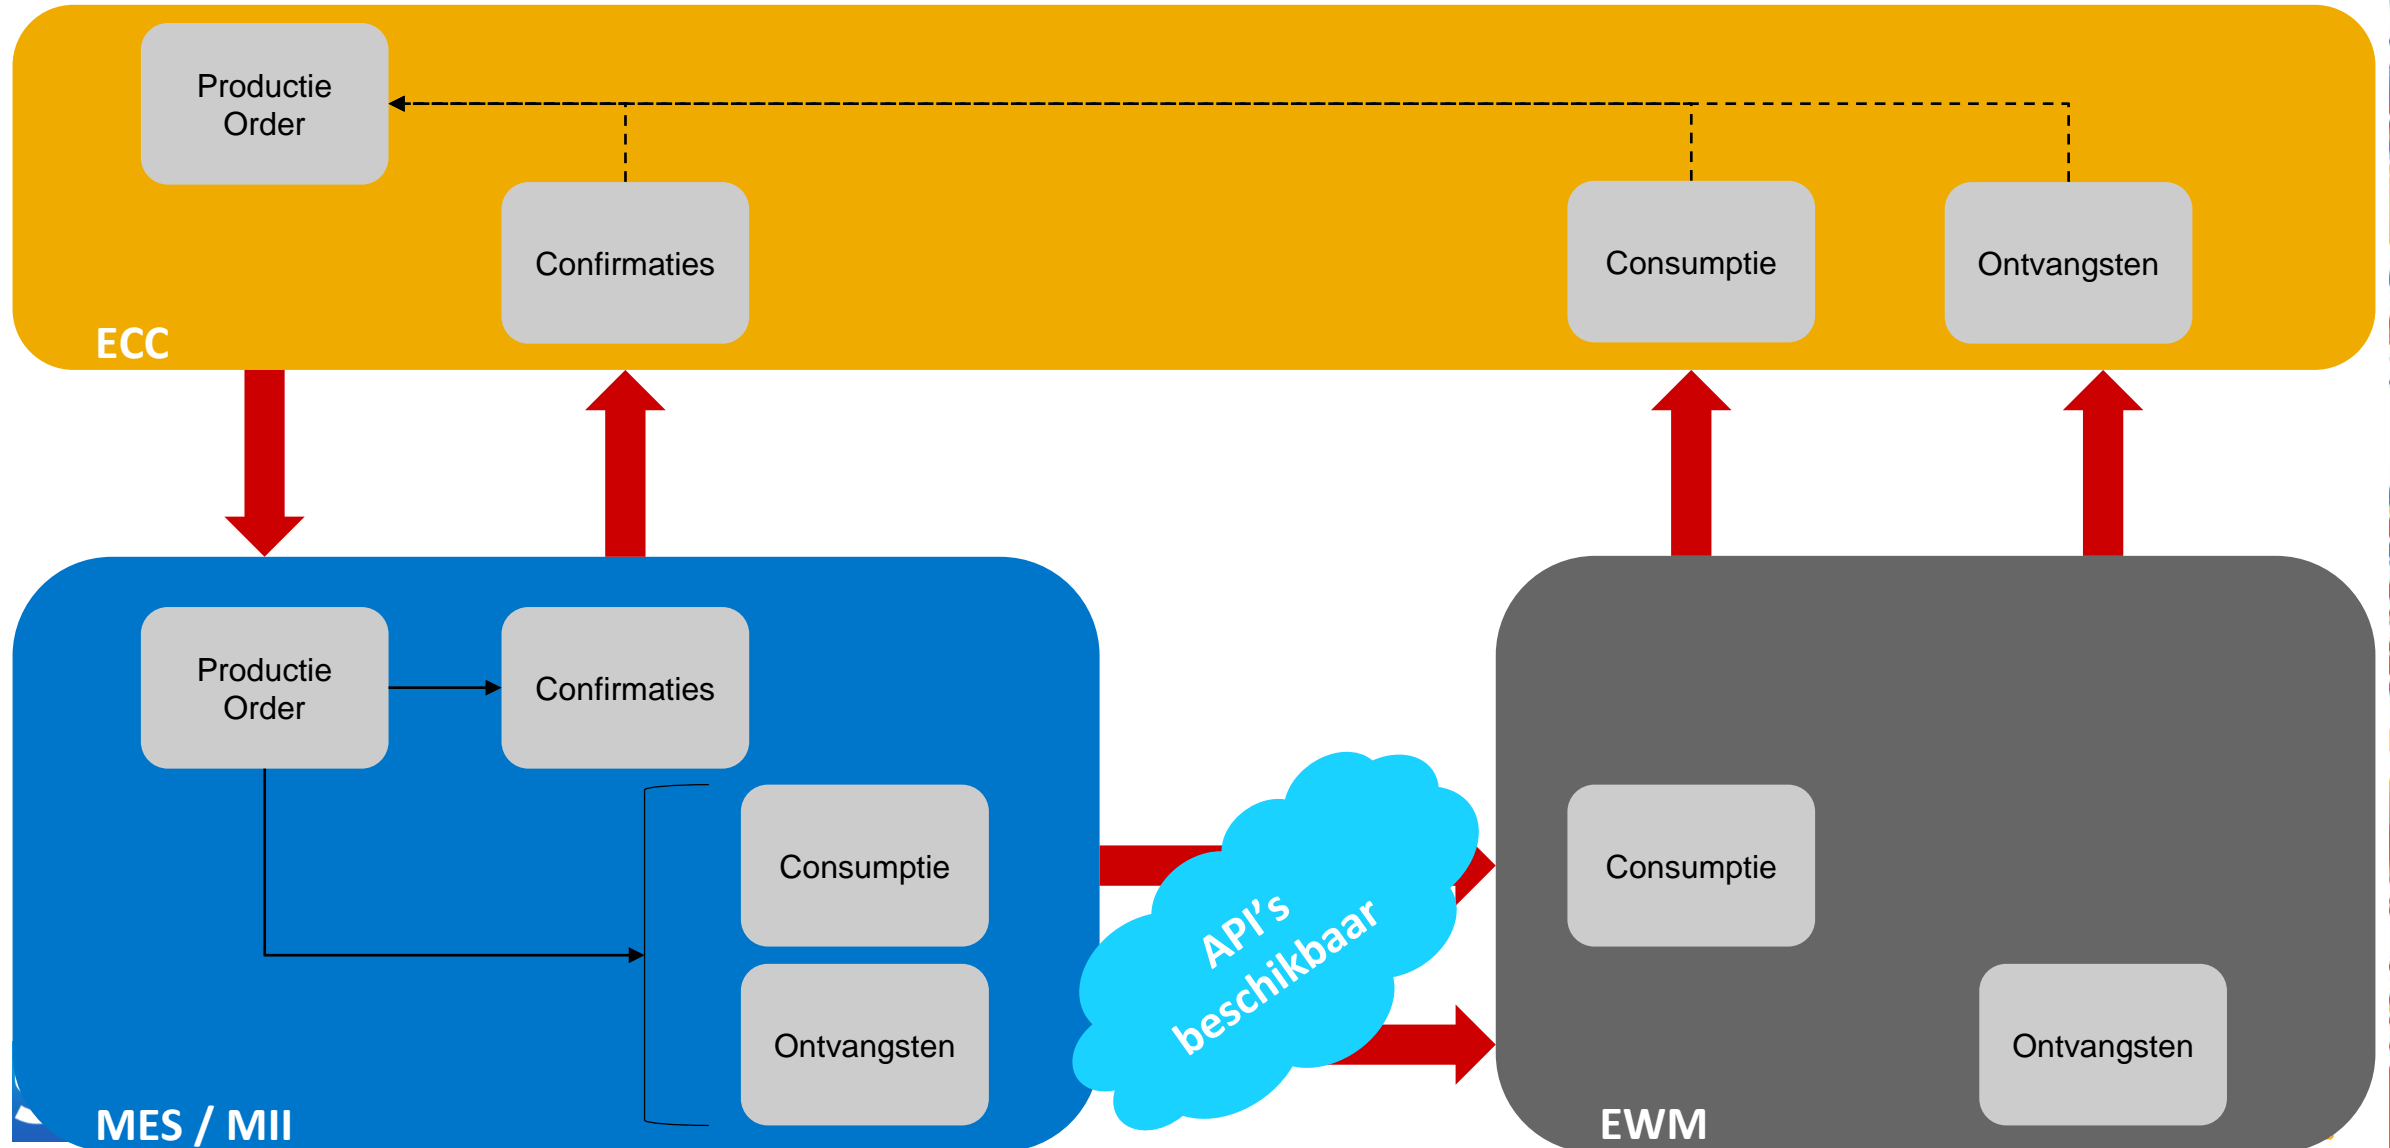 Productie
Order
Confirmaties
Consumptie
Ontvangsten
ECC
Productie
Order
Confirmaties
Consumptie
Ontvangsten
MES / MII
API's
beschikbaar
Consumptie
Ontvangsten
EWM